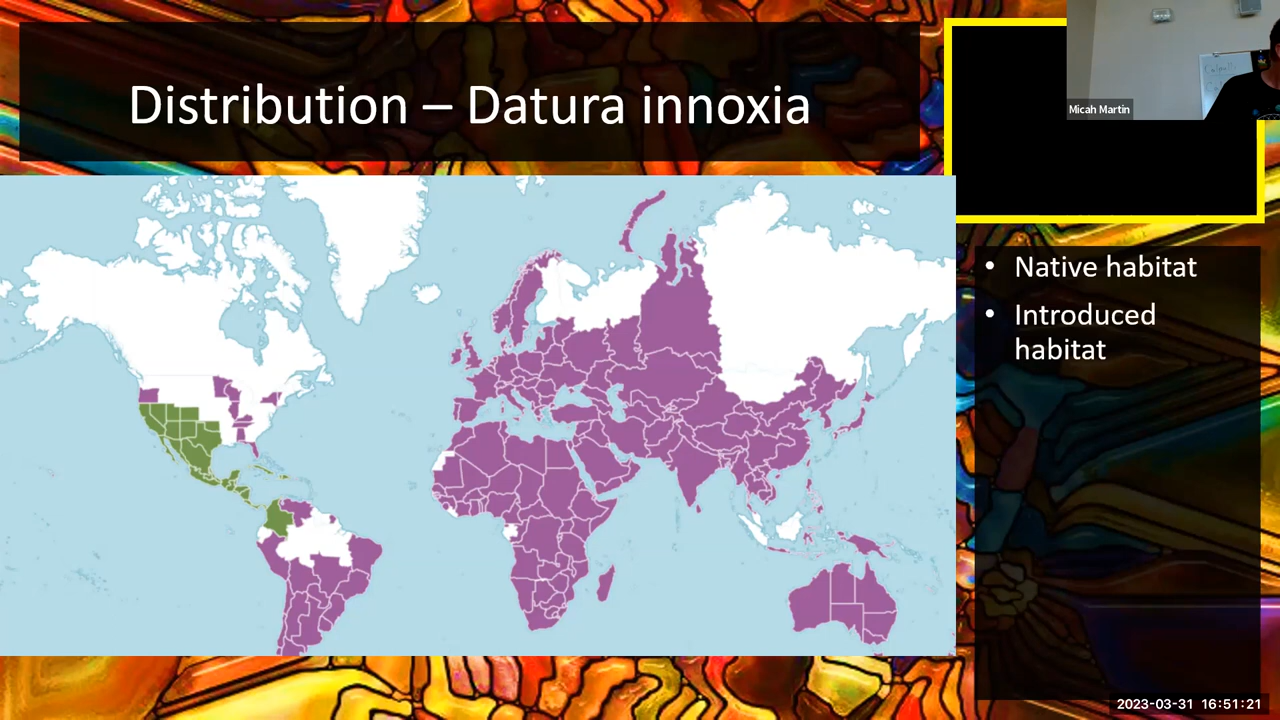 Distribution – Datura innoxia
Micah Martin
• Native habitat
• Introduced
habitat
2023-03-31 16:51:21